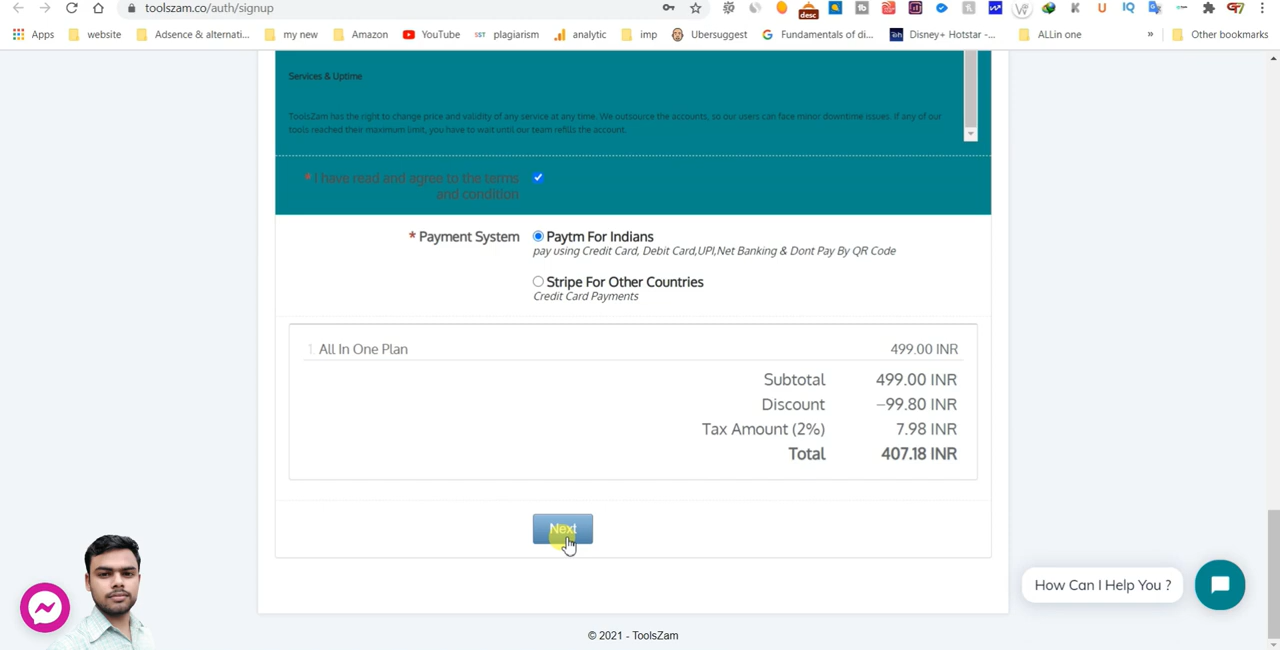 toolszam.co/auth/signup
desc
Apps
website
Adsence & alternati...
my new
Amazon
YouTube
SST
plagiarism
analytic
imp
Ubersuggest
Fundamentals of di...
Disney+ Hotstar -...
ALLin one
»
Other bookmarks
Services & Uptime
ToolsZam has the right to change price and validity of any service at any time. We outsource the accounts, so our users can face minor downtime issues. If any of our
tools reached their maximum limit, you have to wait until our team refills the account.
* I have read and agree to the terms
and condition
* Payment System
Paytm For Indians
pay using Credit Card, Debit Card,UPI,Net Banking & Dont Pay By QR Code
Stripe For Other Countries
Credit Card Payments
1. All In One Plan 499.00 INR
Subtotal 499.00 INR
Discount −99.80 INR
Tax Amount (2%) 7.98 INR
Total 407.18 INR
Next
How Can I Help You ?
© 2021 - ToolsZam